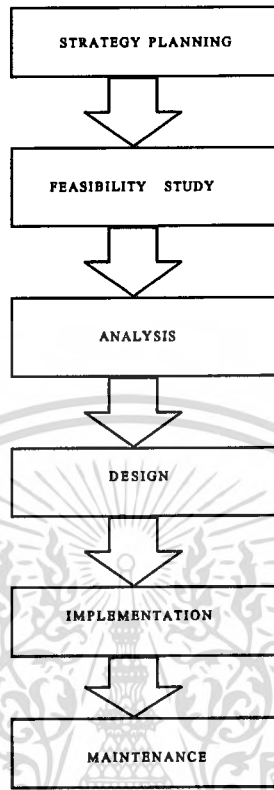 STRATEGY PLANNING
FEASIBILITY STUDY
ANALYSIS
DESIGN
IMPLEMENTATION
MAINTENANCE